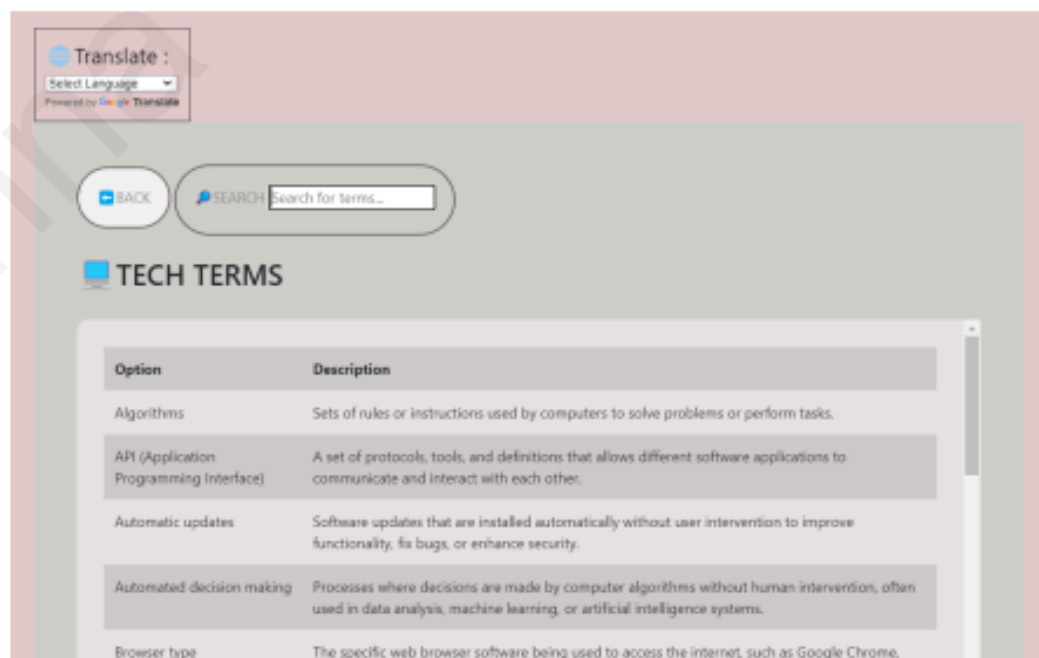 Translate :
Select Language
Powered by Google Translate
BACK
SEARCH Search for terms...
TECH TERMS
Option Description
Algorithms Sets of rules or instructions used by computers to solve problems or perform tasks.
API (Application Programming Interface) A set of protocols, tools, and definitions that allows different software applications to
communicate and interact with each other.
Automatic updates Software updates that are installed automatically without user intervention to improve
functionality, fix bugs, or enhance security.
Automated decision making Processes where decisions are made by computer algorithms without human intervention, often
used in data analysis, machine learning, or artificial intelligence systems.
Browser type The specific web browser software being used to access the internet, such as Google Chrome,